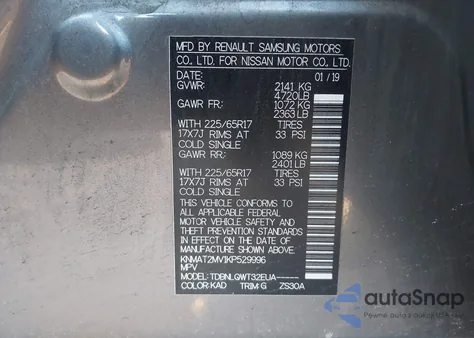 MFD BY RENAULT SAMSUNG MOTORS
CO. LTD. FOR NISSAN MOTOR CO., LTD.
DATE: 01/19
GVWR: 2141 KG
4720LB
GAWR FR: 1072 KG
2363LB
WITH 225/65R17 TIRES
17X7J RIMS AT 33 PSI
COLD SINGLE
GAWR RR: 1089 KG
2401LB
WITH 225/65R17 TIRES
17X7J RIMS AT 33 PSI
COLD SINGLE
THIS VEHICLE CONFORMS TO
ALL APPLICABLE FEDERAL
MOTOR VEHICLE SAFETY AND
THEFT PREVENTION STANDARDS
IN EFFECT ON THE DATE OF
MANUFACTURE SHOWN ABOVE.
KNMAT2MV1KP529996
MPV
MODEL: TDBNLGWT32EUA-----
COLOR:KAD TRIM:G ZS30A
autoSnap